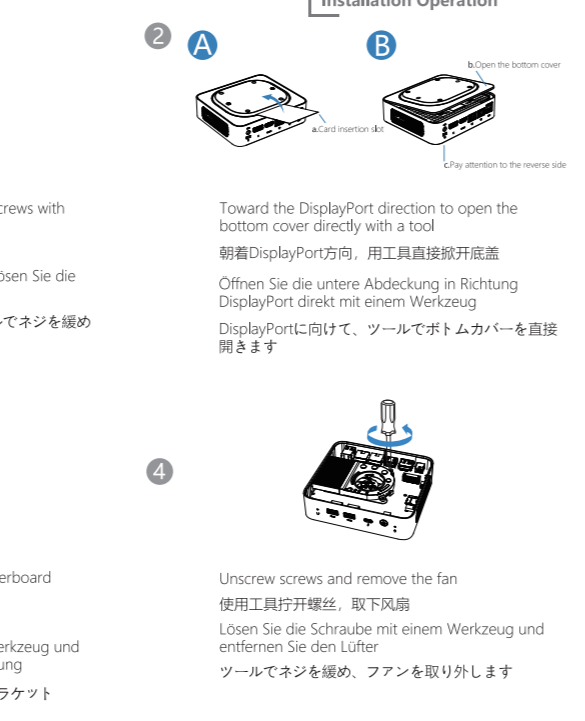 Installation Operation
2
A
B
b.Open the bottom cover
a.Card insertion slot
c.Pay attention to the reverse side
crews with
ösen Sie die
でネジを緩め
Toward the DisplayPort direction to open the
bottom cover directly with a tool
朝着DisplayPort方向，用工具直接掀开底盖
Öffnen Sie die untere Abdeckung in Richtung
DisplayPort direkt mit einem Werkzeug
DisplayPortに向けて、ツールでボトムカバーを直接
開きます
4
erboard
erkzeug und
ung
ラケット
Unscrew screws and remove the fan
使用工具拧开螺丝，取下风扇
Lösen Sie die Schraube mit einem Werkzeug und
entfernen Sie den Lüfter
ツールでネジを緩め、ファンを取り外します